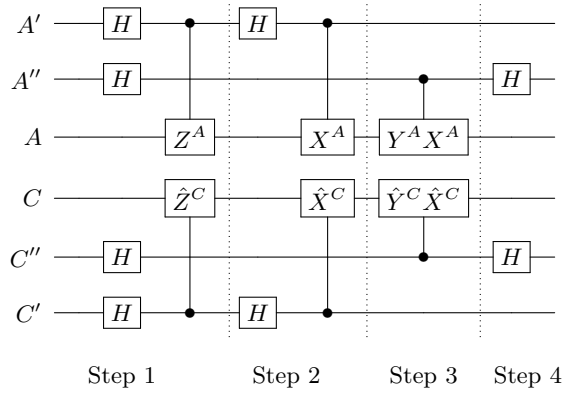 A′ H H
A″ H H
A Z^A X^A Y^A X^A
C Ẑ^C X̂^C Ŷ^C X̂^C
C″ H H
C′ H H
Step 1 Step 2 Step 3 Step 4